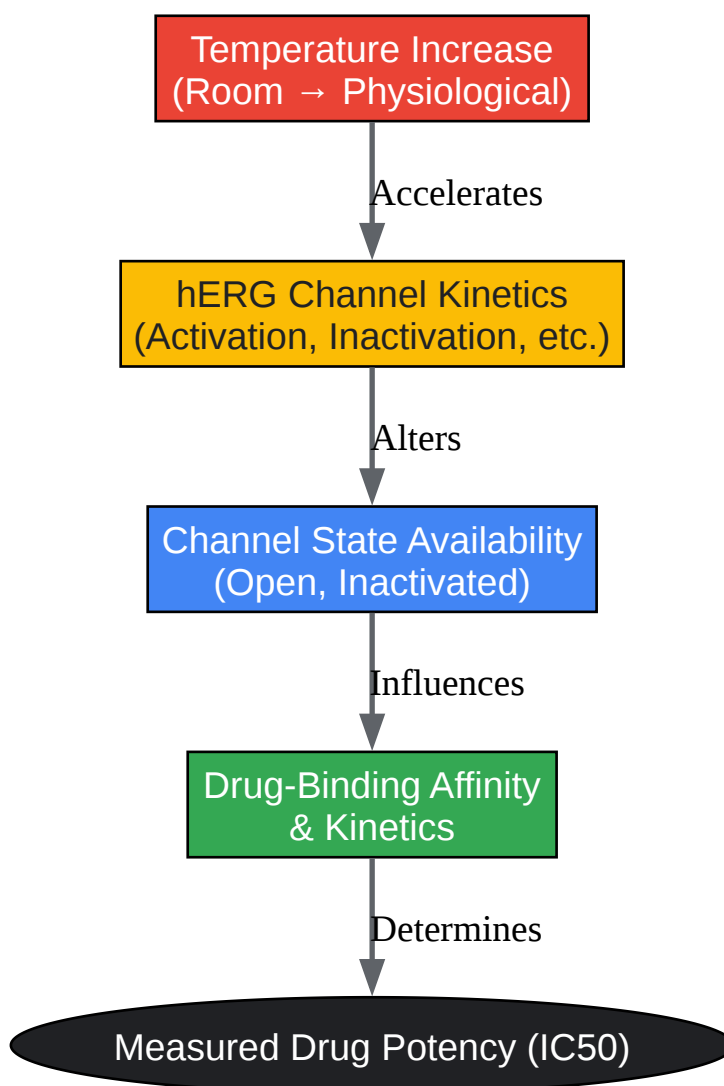 Temperature Increase
(Room → Physiological)
Accelerates
hERG Channel Kinetics
(Activation, Inactivation, etc.)
Alters
Channel State Availability
(Open, Inactivated)
Influences
Drug-Binding Affinity
& Kinetics
Determines
Measured Drug Potency (IC50)